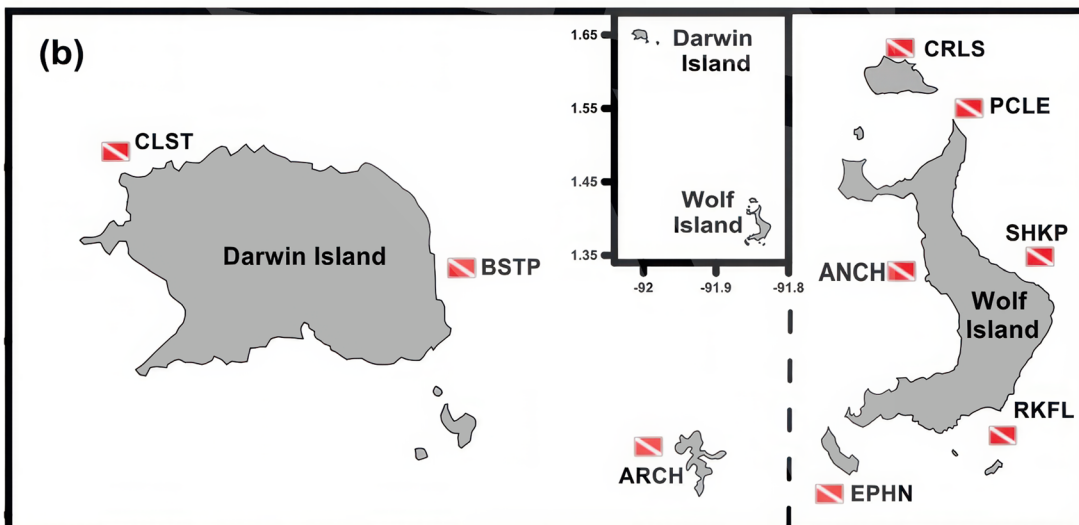 (b)
CLST
Darwin Island
BSTP
ARCH
1.65
1.55
1.45
1.35
Darwin
Island
Wolf
Island
-92
-91.9
-91.8
CRLS
PCLE
SHKP
ANCH
Wolf
Island
RKFL
EPHN